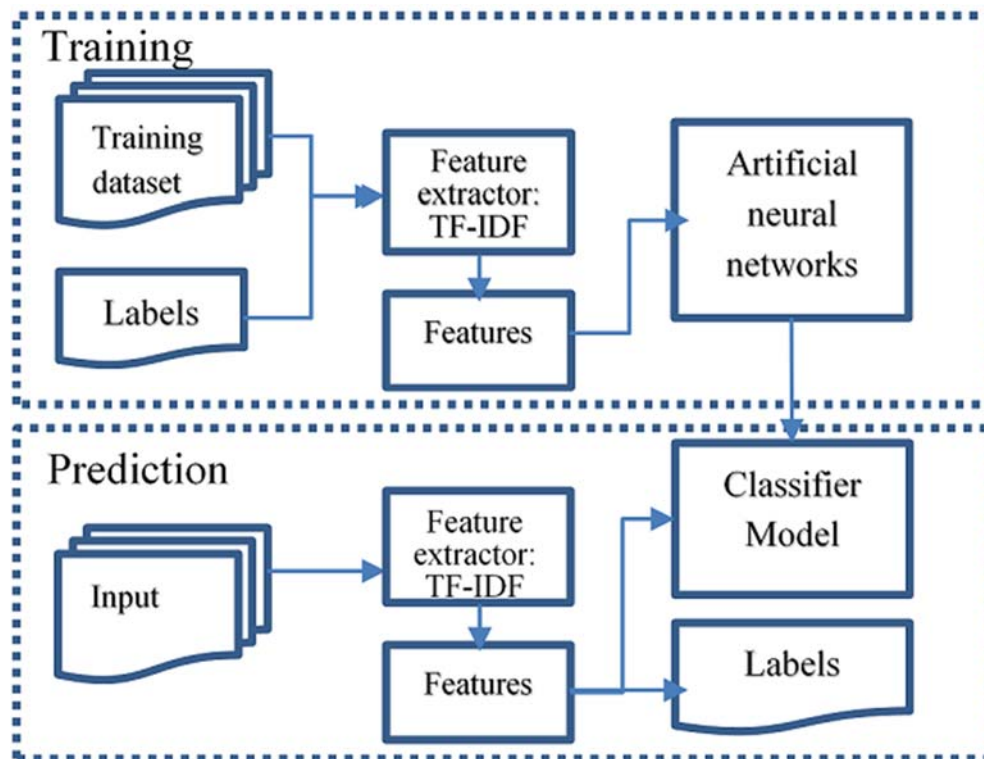 Training
Training
dataset
Labels
Feature
extractor:
TF-IDF
Features
Artificial
neural
networks
Prediction
Input
Feature
extractor:
TF-IDF
Features
Classifier
Model
Labels